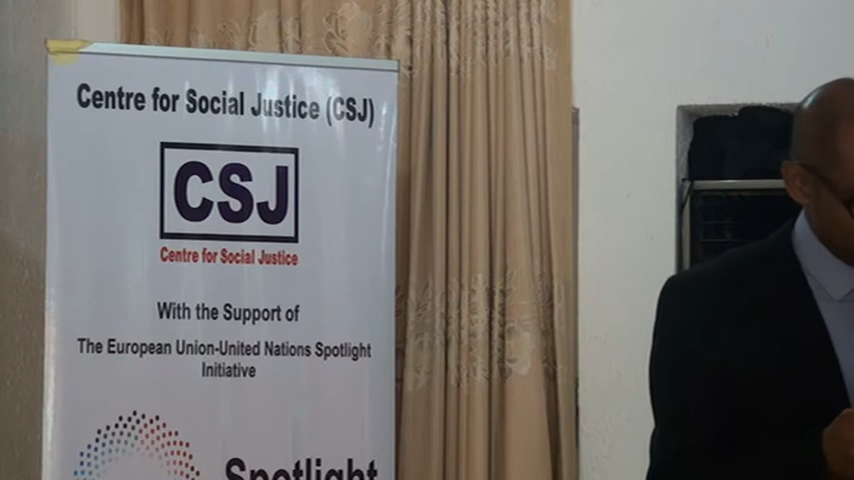 Centre for Social Justice (CSJ)
CSJ
Centre for Social Justice
With the Support of
The European Union-United Nations Spotlight
Initiative
Spotlight